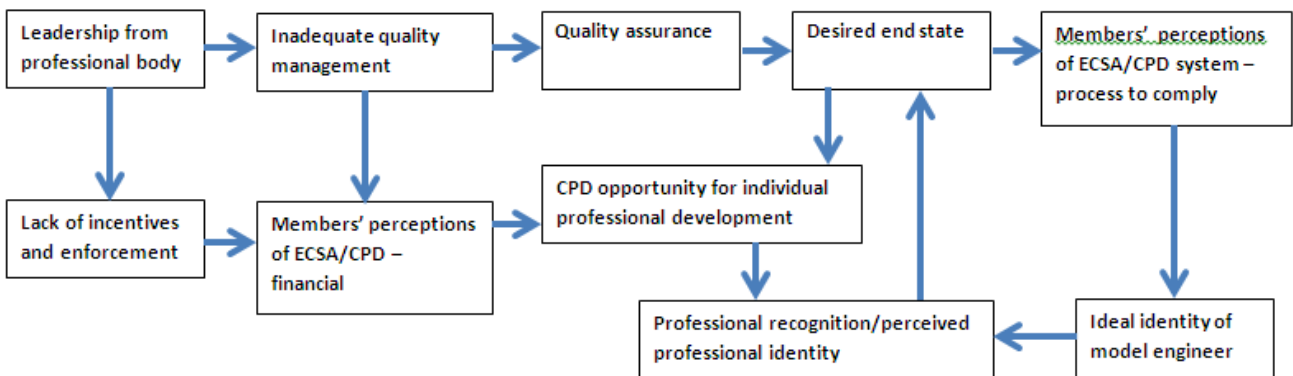 Leadership from
professional body
Inadequate quality
management
Quality assurance
Desired end state
Members’ perceptions
of ECSA/CPD system –
process to comply
Lack of incentives
and enforcement
Members’ perceptions
of ECSA/CPD –
financial
CPD opportunity for individual
professional development
Professional recognition/perceived
professional identity
Ideal identity of
model engineer